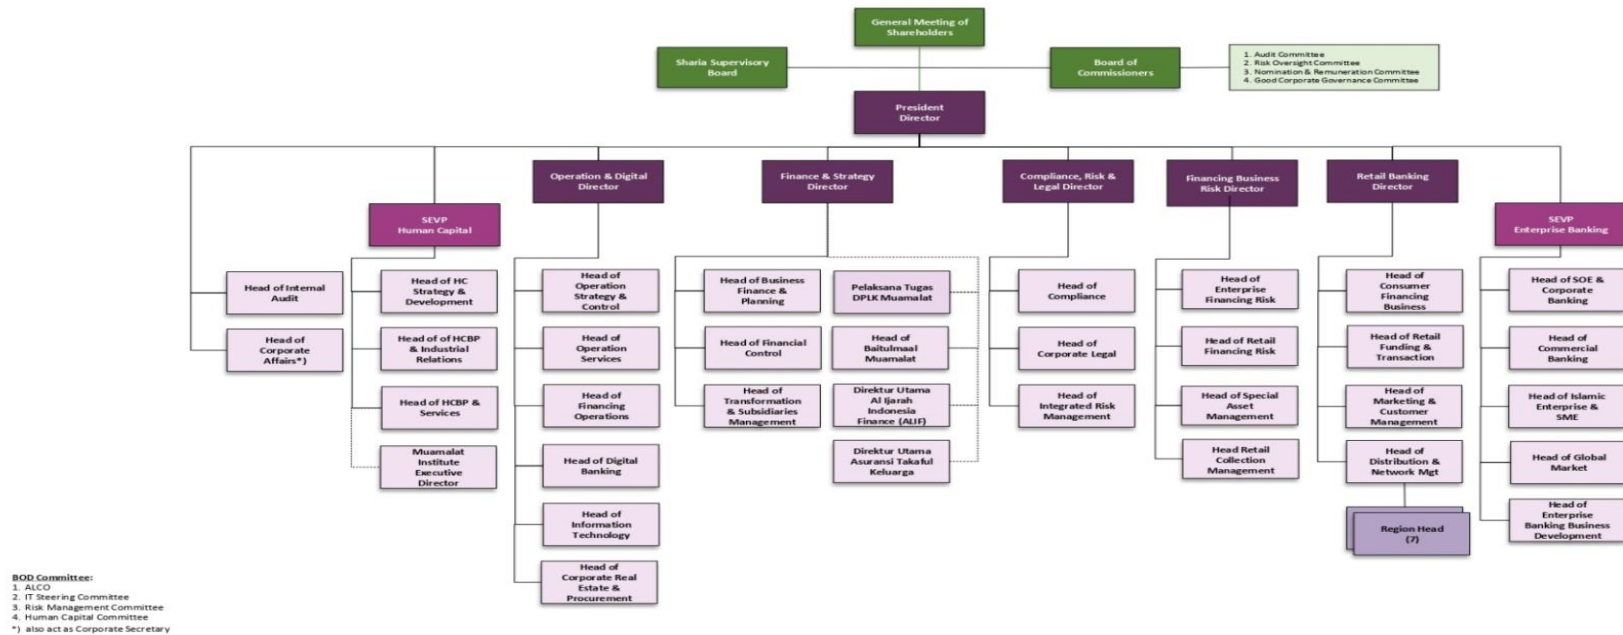 General Meeting of
Shareholders
Sharia Supervisory
Board
Board of
Commissioners
1. Audit Committee
2. Risk Oversight Committee
3. Nomination & Remuneration Committee
4. Good Corporate Governance Committee
President
Director
Operation & Digital
Director
Finance & Strategy
Director
Compliance, Risk &
Legal Director
Financing Business
Risk Director
Retail Banking
Director
SEVP
Human Capital
SEVP
Enterprise Banking
Head of Internal
Audit
Head of
Corporate
Affairs*)
Head of HC
Strategy &
Development
Head of of HCBP
& Industrial
Relations
Head of HCBP &
Services
Muamalat
Institute
Executive
Director
Head of
Operation
Strategy &
Control
Head of
Operation
Services
Head of
Financing
Operations
Head of Digital
Banking
Head of
Information
Technology
Head of
Corporate Real
Estate &
Procurement
Head of Business
Finance &
Planning
Head of Financial
Control
Head of
Transformation
& Subsidiaries
Management
Pelaksana Tugas
DPLK Muamalat
Head of
Baitulmaal
Muamalat
Direktur Utama
Al Ijarah
Indonesia
Finance (ALIF)
Direktur Utama
Asuransi Takaful
Keluarga
Head of
Compliance
Head of
Corporate Legal
Head of
Integrated Risk
Management
Head of
Enterprise
Financing Risk
Head of Retail
Financing Risk
Head of Special
Asset
Management
Head Retail
Collection
Management
Head of
Consumer
Financing
Business
Head of Retail
Funding &
Transaction
Head of
Marketing &
Customer
Management
Head of
Distribution &
Network Mgt
Region Head
(7)
Head of SOE &
Corporate
Banking
Head of
Commercial
Banking
Head of Islamic
Enterprise &
SME
Head of Global
Market
Head of
Enterprise
Banking Business
Development
BOD Committee:
1. ALCO
2. IT Steering Committee
3. Risk Management Committee
4. Human Capital Committee
*) also act as Corporate Secretary